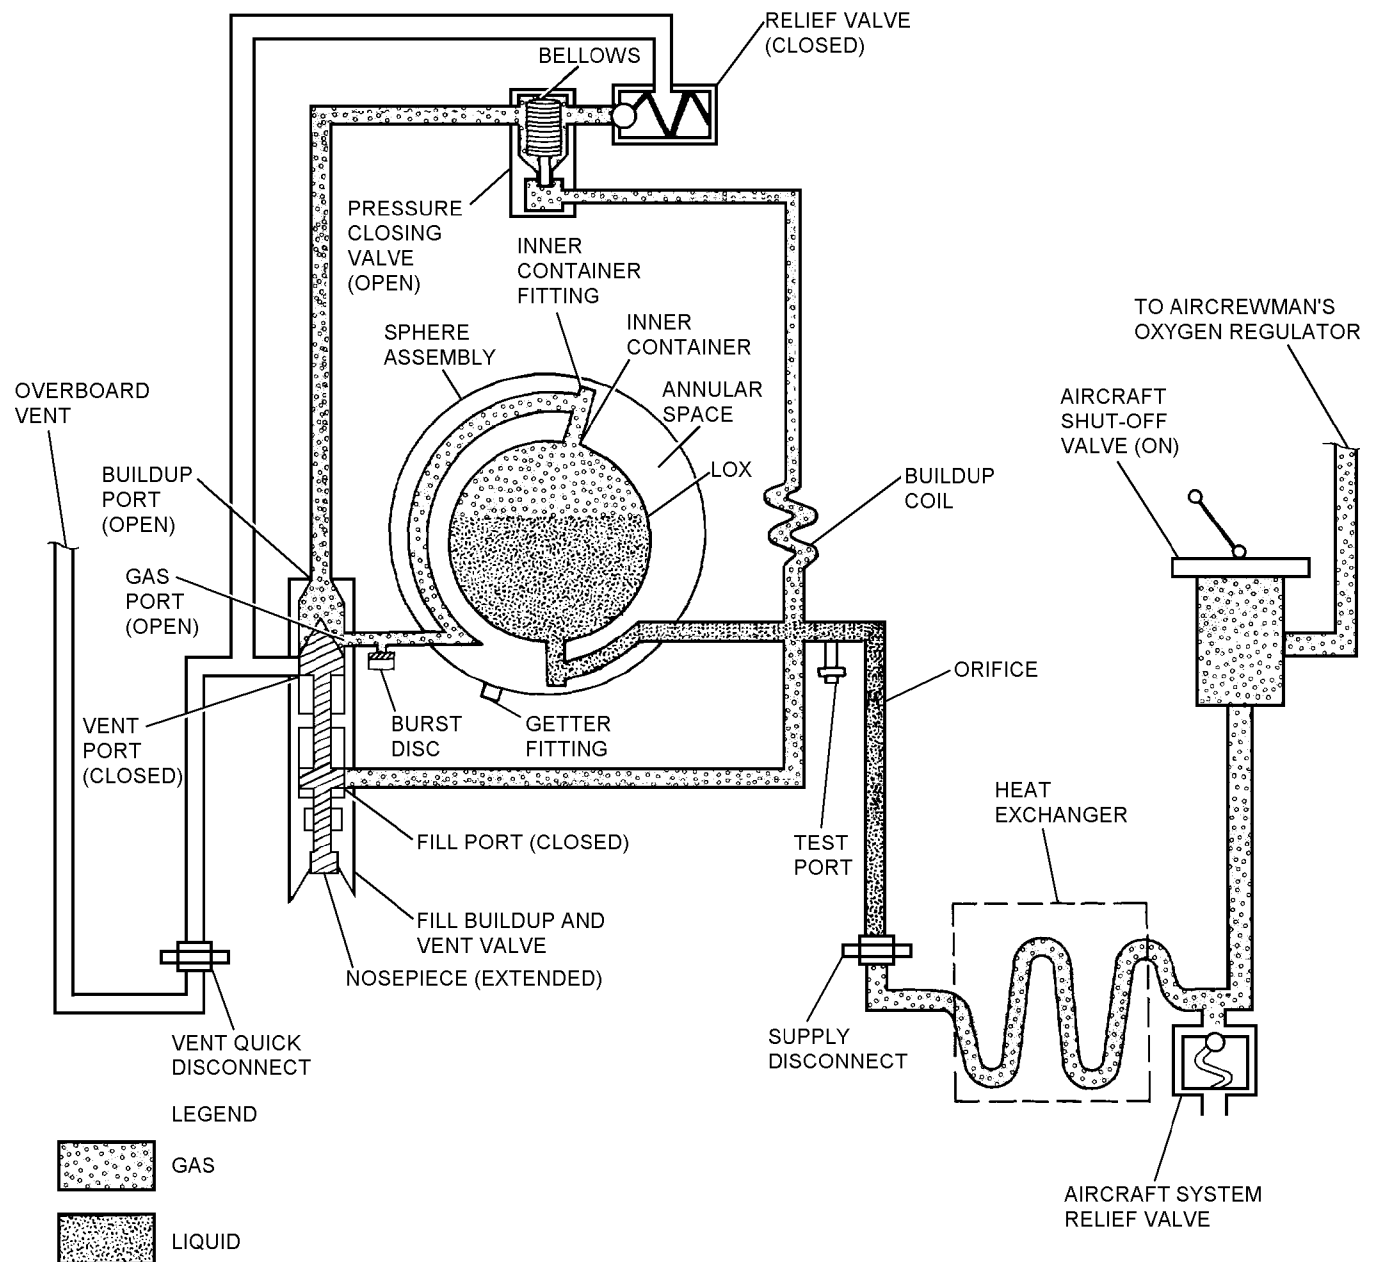 RELIEF VALVE
(CLOSED)
BELLOWS
PRESSURE
CLOSING
VALVE
(OPEN)
INNER
CONTAINER
FITTING
SPHERE
ASSEMBLY
INNER
CONTAINER
ANNULAR
SPACE
LOX
TO AIRCREWMAN'S
OXYGEN REGULATOR
OVERBOARD
VENT
AIRCRAFT
SHUT-OFF
VALVE (ON)
BUILDUP
PORT
(OPEN)
BUILDUP
COIL
GAS
PORT
(OPEN)
ORIFICE
VENT
PORT
(CLOSED)
BURST
DISC
GETTER
FITTING
HEAT
EXCHANGER
FILL PORT (CLOSED)
TEST
PORT
FILL BUILDUP AND
VENT VALVE
NOSEPIECE (EXTENDED)
VENT QUICK
DISCONNECT
SUPPLY
DISCONNECT
LEGEND
GAS
AIRCRAFT SYSTEM
RELIEF VALVE
LIQUID